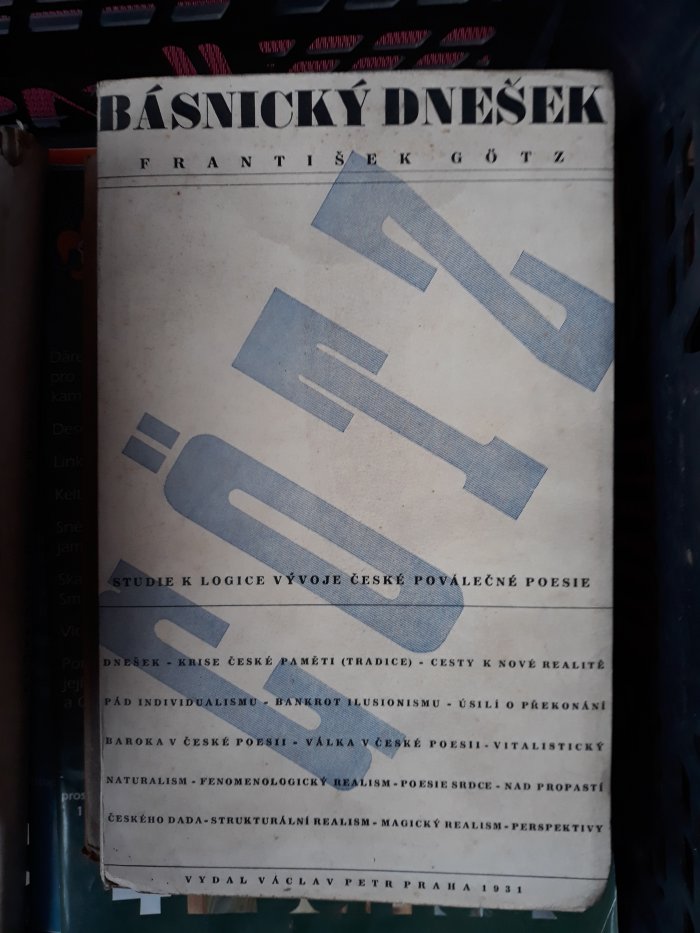 BÁSNICKÝ DNEŠEK
FRANTIŠEK GÖTZ
GÖTZ
STUDIE K LOGICE VÝVOJE ČESKÉ POVÁLEČNÉ POESIE
DNEŠEK - KRISE ČESKÉ PAMĚTI (TRADICE) - CESTY K NOVÉ REALITĚ
PÁD INDIVIDUALISMU - BANKROT ILUSIONISMU - ÚSILÍ O PŘEKONÁNÍ
BAROKA V ČESKÉ POESII - VÁLKA V ČESKÉ POESII - VITALISTICKÝ
NATURALISM - FENOMENOLOGICKÝ REALISM - POESIE SRDCE - NAD PROPASTÍ
ČESKÉHO DADA - STRUKTURÁLNÍ REALISM - MAGICKÝ REALISM - PERSPEKTIVY
VYDAL VÁCLAV PETR PRAHA 1931